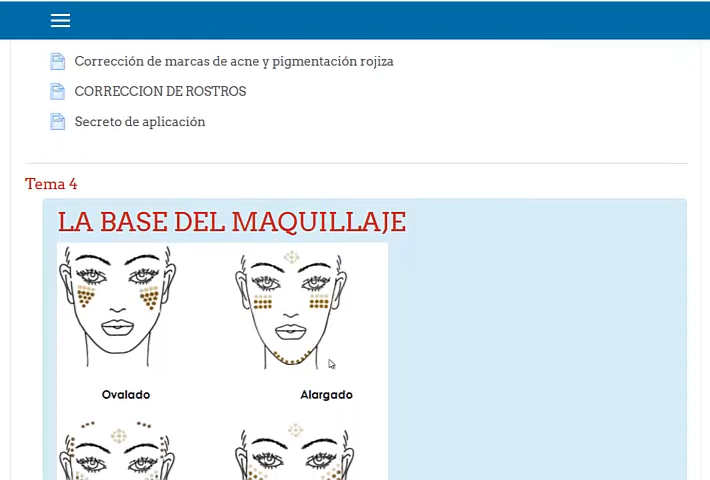 Corrección de marcas de acne y pigmentación rojiza
CORRECCION DE ROSTROS
Secreto de aplicación
Tema 4
LA BASE DEL MAQUILLAJE
Ovalado
Alargado